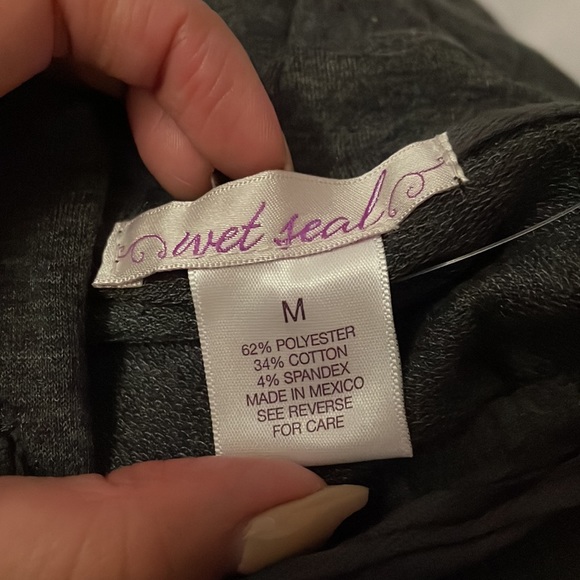 wet seal
M
62% POLYESTER
34% COTTON
4% SPANDEX
MADE IN MEXICO
SEE REVERSE
FOR CARE